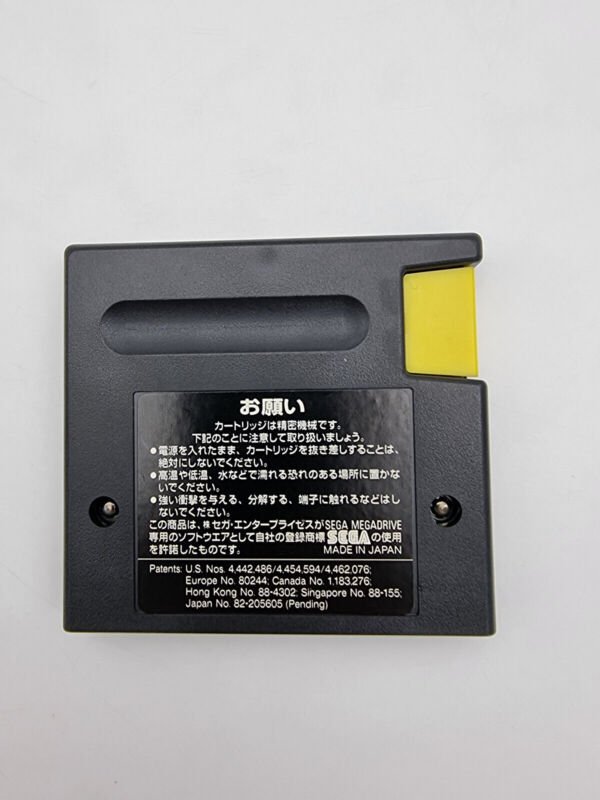 お願い
カートリッジは精密機械です。
下記のことに注意して取り扱いましょう。
●電源を入れたまま、カートリッジを抜き差しすることは、
絶対にしないでください。
●高温や低温、水などで濡れる恐れのある場所に置かな
いでください。
●強い衝撃を与える、分解する、端子に触れるなどはし
ないでください。
この商品は、㈱セガ・エンタープライゼスがSEGA MEGADRIVE
専用のソフトウエアとして自社の登録商標 SEGA の使用
を許諾したものです。 MADE IN JAPAN
Patents: U.S. Nos. 4,442,486/4,454,594/4,462,076;
Europe No. 80244; Canada No. 1,183,276;
Hong Kong No. 88-4302; Singapore No. 88-155;
Japan No. 82-205605 (Pending)